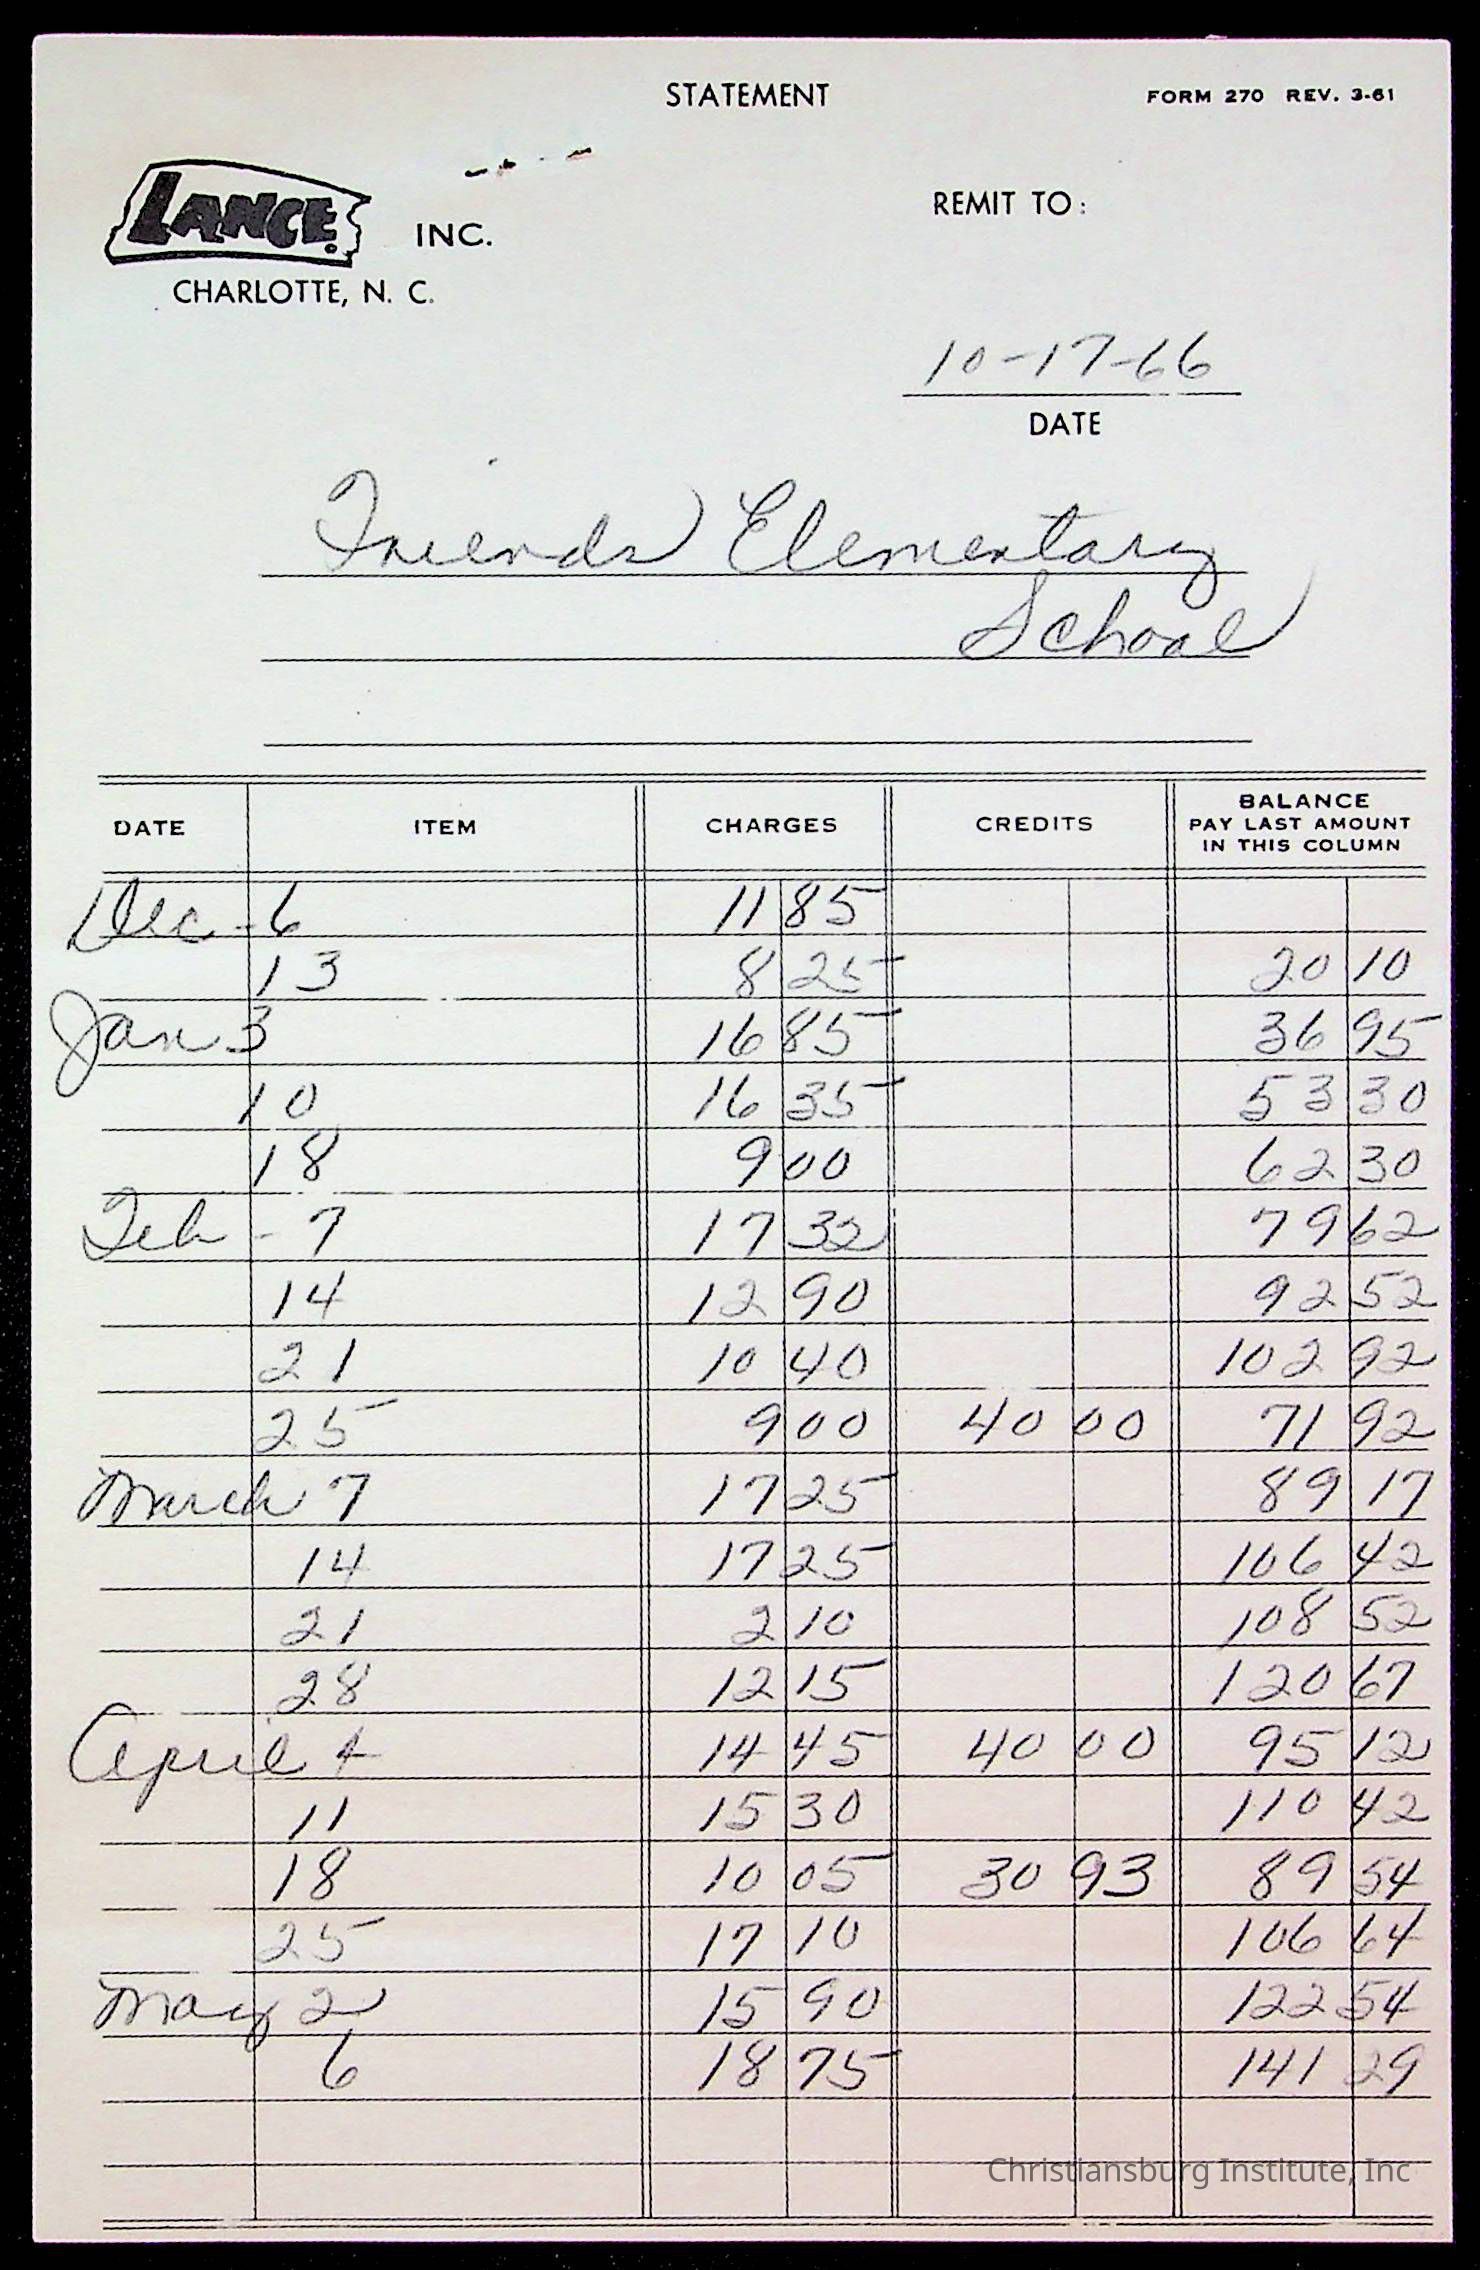 STATEMENT
FORM 270 REV. 3-61
LANCE INC.
REMIT TO:
CHARLOTTE, N. C.
10-17-66
DATE
Friends Elementary
School
DATE ITEM CHARGES CREDITS BALANCE PAY LAST AMOUNT IN THIS COLUMN
Dec - 6 11 85
13 8 25 20 10
Jan 3 16 85 36 95
10 16 35 53 30
18 9 00 62 30
Feb - 7 17 32 79 62
14 12 90 92 52
21 10 40 102 92
25 9 00 40 00 71 92
March 7 17 25 89 17
14 17 25 106 42
21 2 10 108 52
28 12 15 120 67
April 4 14 45 40 00 95 12
11 15 30 110 42
18 10 05 30 93 89 54
25 17 10 106 64
May 2 15 90 122 54
6 18 75 141 29
Christiansburg Institute, Inc